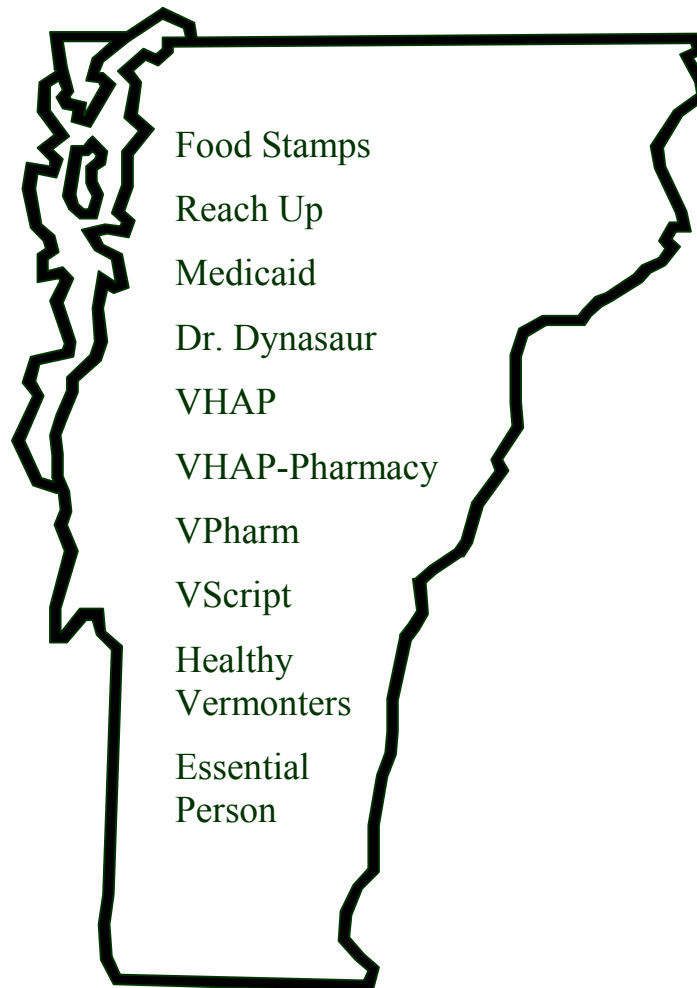 Food Stamps
Reach Up
Medicaid
Dr. Dynasaur
VHAP
VHAP-Pharmacy
VPharm
VScript
Healthy
Vermonters
Essential
Person